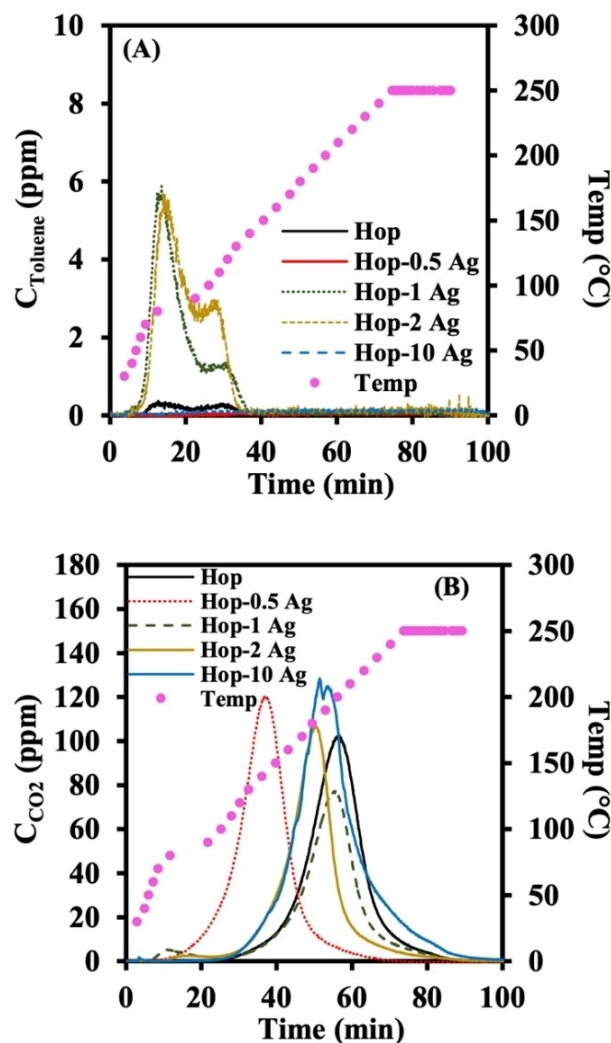 (A)
C_Toluene (ppm)
10
8
6
4
2
0
300
250
200
150
100
50
0
Temp (°C)
Hop
Hop-0.5 Ag
Hop-1 Ag
Hop-2 Ag
Hop-10 Ag
Temp
0 20 40 60 80 100
Time (min)
(B)
C_CO2 (ppm)
180
160
140
120
100
80
60
40
20
0
Hop
Hop-0.5 Ag
Hop-1 Ag
Hop-2 Ag
Hop-10 Ag
Temp
300
250
200
150
100
50
0
Temp (°C)
0 20 40 60 80 100
Time (min)